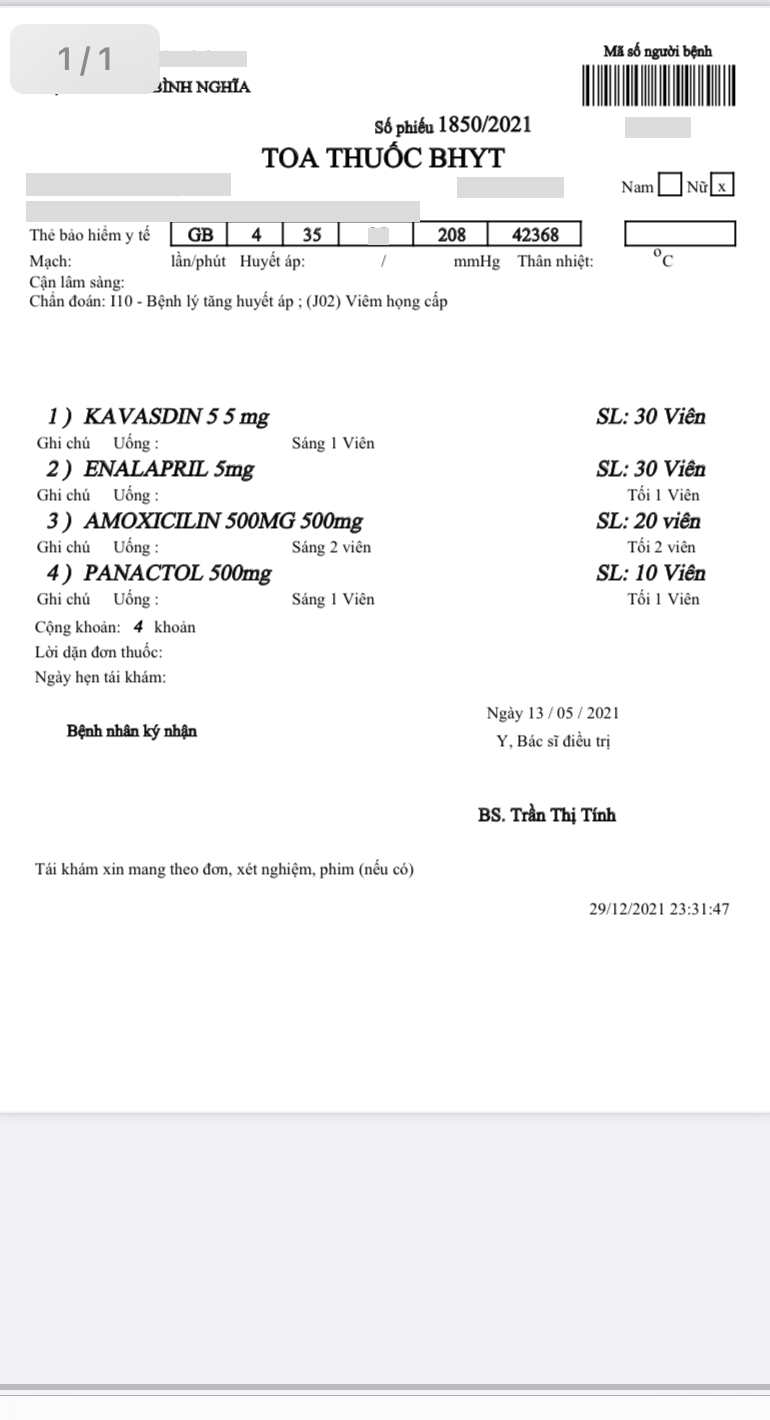 1/1
Mã số người bệnh
BÌNH NGHĨA
Số phiếu 1850/2021
TOA THUỐC BHYT
Nam Nữ x
Thẻ bảo hiểm y tế GB 4 35 208 42368
Mạch: lần/phút Huyết áp: / mmHg Thân nhiệt: °C
Cận lâm sàng:
Chẩn đoán: I10 - Bệnh lý tăng huyết áp ; (J02) Viêm họng cấp
1 ) KAVASDIN 5 5 mg SL: 30 Viên
Ghi chú Uống : Sáng 1 Viên
2 ) ENALAPRIL 5mg SL: 30 Viên
Ghi chú Uống : Tối 1 Viên
3 ) AMOXICILIN 500MG 500mg SL: 20 viên
Ghi chú Uống : Sáng 2 viên Tối 2 viên
4 ) PANACTOL 500mg SL: 10 Viên
Ghi chú Uống : Sáng 1 Viên Tối 1 Viên
Cộng khoản: 4 khoản
Lời dặn đơn thuốc:
Ngày hẹn tái khám:
Ngày 13 / 05 / 2021
Bệnh nhân ký nhận
Y, Bác sĩ điều trị
BS. Trần Thị Tính
Tái khám xin mang theo đơn, xét nghiệm, phim (nếu có)
29/12/2021 23:31:47